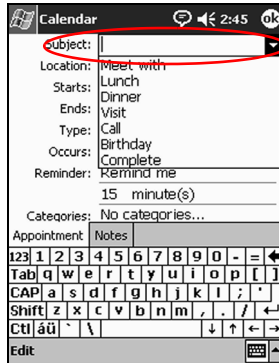 Calendar 2:45 ok
Subject:
Location: Meet with
Lunch
Starts:
Dinner
Ends: Visit
Type: Call
Birthday
Occurs:
Complete
Reminder: Remind me
15 minute(s)
Categories: No categories...
Appointment Notes
123 1 2 3 4 5 6 7 8 9 0 - =
Tab q w e r t y u i o p [ ]
CAP a s d f g h j k l ; '
Shift z x c v b n m , . /
Ctl áü ` \
Edit